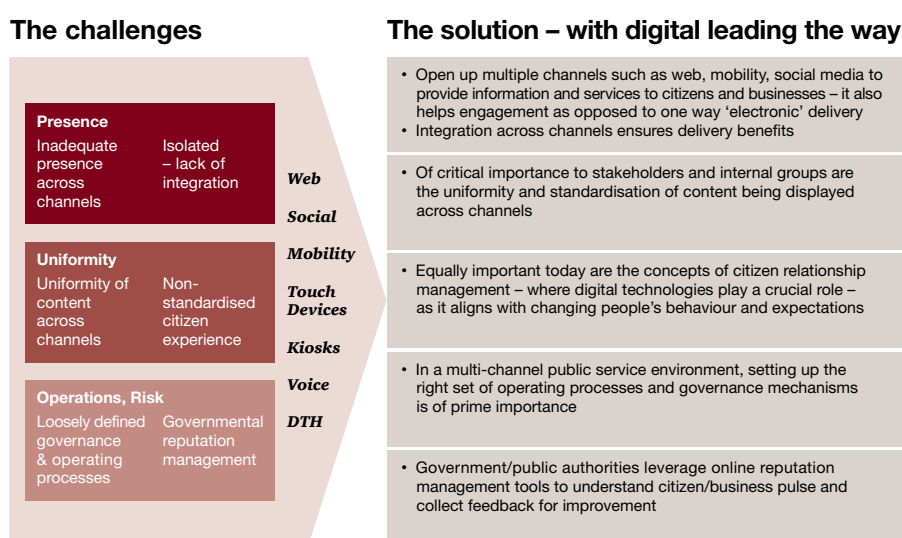 The challenges
Presence
Inadequate
presence
across
channels
Isolated
– lack of
integration
Uniformity
Uniformity of
content
across
channels
Non-
standardised
citizen
experience
Operations, Risk
Loosely defined
governance
& operating
processes
Governmental
reputation
management
Web
Social
Mobility
Touch
Devices
Kiosks
Voice
DTH
The solution – with digital leading the way
• Open up multiple channels such as web, mobility, social media to
provide information and services to citizens and businesses – it also
helps engagement as opposed to one way ‘electronic’ delivery
• Integration across channels ensures delivery benefits
• Of critical importance to stakeholders and internal groups are
the uniformity and standardisation of content being displayed
across channels
• Equally important today are the concepts of citizen relationship
management – where digital technologies play a crucial role –
as it aligns with changing people’s behaviour and expectations
• In a multi-channel public service environment, setting up the
right set of operating processes and governance mechanisms
is of prime importance
• Government/public authorities leverage online reputation
management tools to understand citizen/business pulse and
collect feedback for improvement